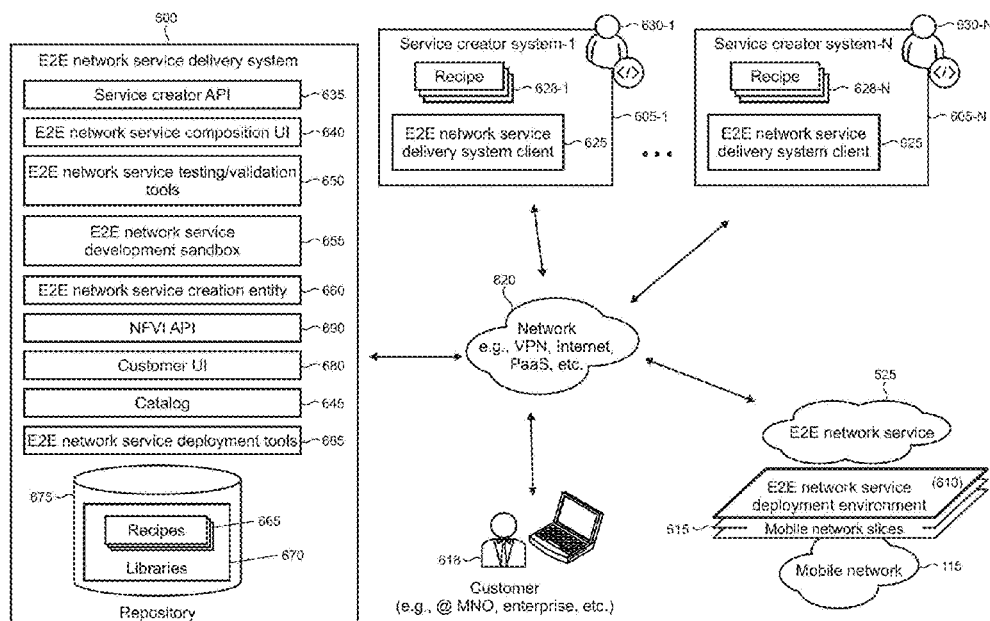 600
E2E network service delivery system
Service creator API
635
E2E network service composition UI
640
E2E network service testing/validation
tools
650
E2E network service
development sandbox
655
E2E network service creation entity
660
NFVI API
690
Customer UI
680
Catalog
645
E2E network service deployment tools
665
675
Recipes
665
Libraries
670
Repository
Service creator system-1
630-1
Recipe
628-1
E2E network service
delivery system client
625
605-1
Service creator system-N
630-N
Recipe
628-N
E2E network service
delivery system client
625
605-N
620
Network
e.g., VPN, internet,
PaaS, etc.
618
Customer
(e.g., @ MNO, enterprise, etc.)
525
E2E network service
E2E network service
deployment environment
(610)
615
Mobile network slices
Mobile network
115